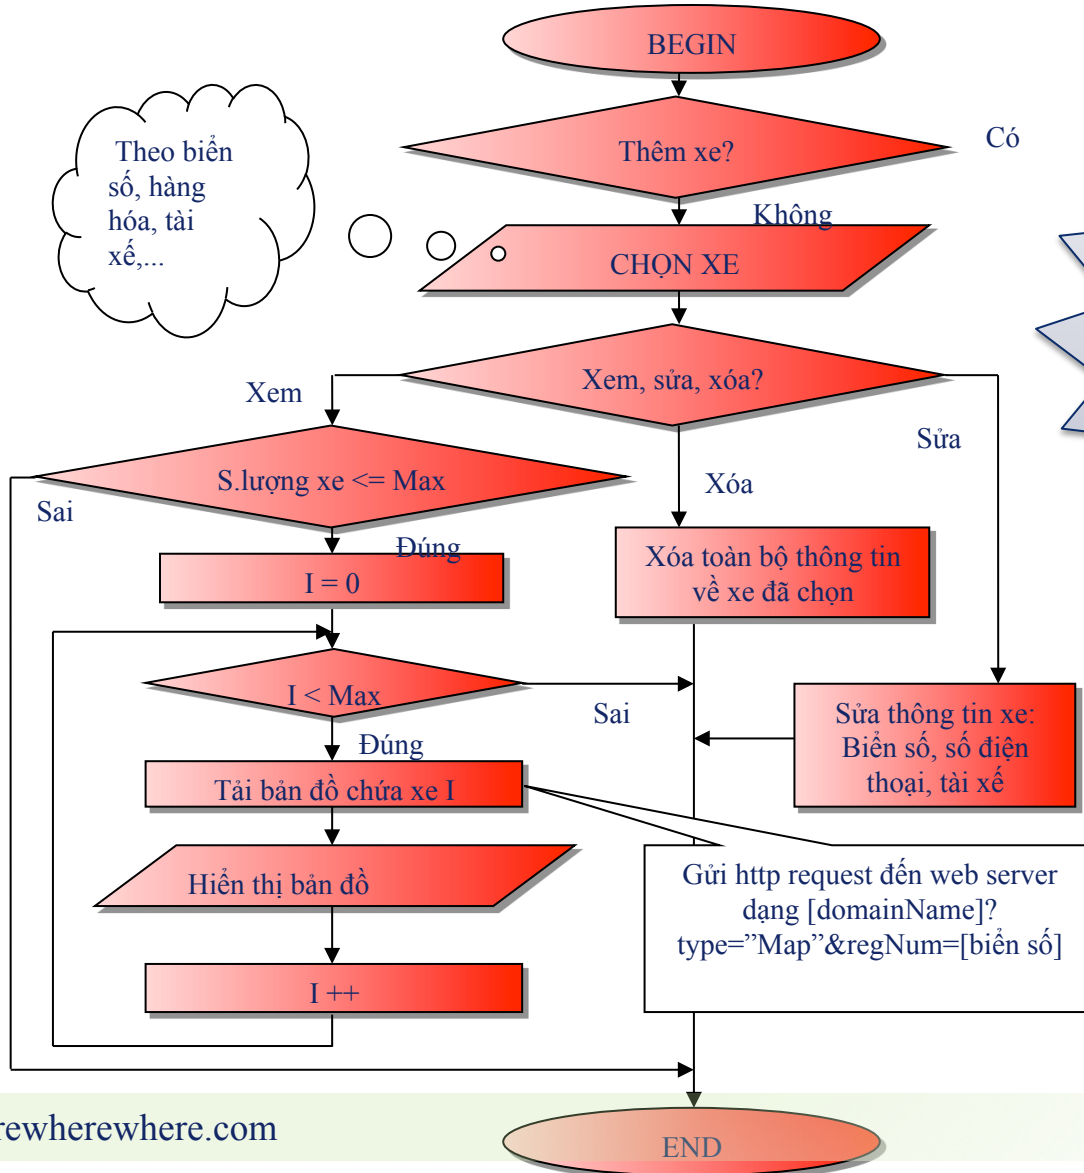 BEGIN
Thêm xe?
Có
Theo biển
số, hàng
hóa, tài
xế,...
Không
CHỌN XE
Xem, sửa, xóa?
Xem
Sửa
S.lượng xe <= Max
Xóa
Sai
Đúng
Xóa toàn bộ thông tin
về xe đã chọn
I = 0
I < Max
Sai
Sửa thông tin xe:
Biển số, số điện
thoại, tài xế
Đúng
Tải bản đồ chứa xe I
Hiển thị bản đồ
Gửi http request đến web server
dạng [domainName]?
type=”Map”&regNum=[biển số]
I ++
rewherewhere.com
END